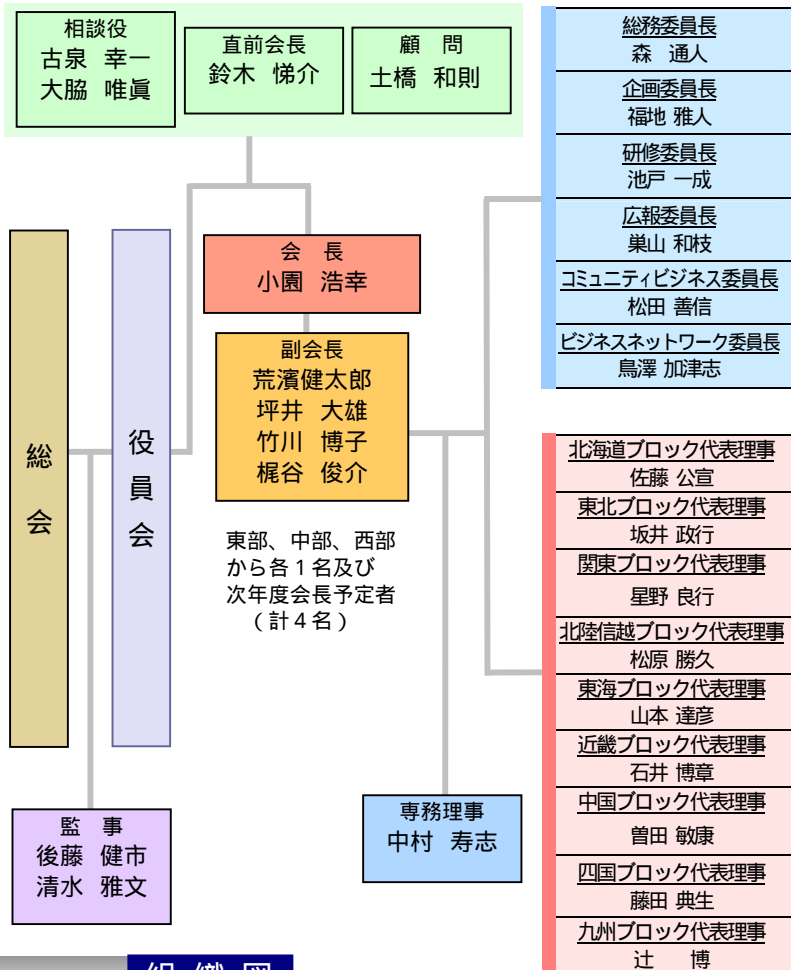 相談役
古泉 幸一
大脇 唯眞
直前会長
鈴木 悌介
顧 問
土橋 和則
総務委員長
森 通人
企画委員長
福地 雅人
研修委員長
池戸 一成
広報委員長
巣山 和枝
コミュニティビジネス委員長
松田 善信
ビジネスネットワーク委員長
鳥澤 加津志
会 長
小園 浩幸
副会長
荒濱健太郎
坪井 大雄
竹川 博子
梶谷 俊介
東部、中部、西部
から各1名及び
次年度会長予定者
(計4名)
総会
役員会
北海道ブロック代表理事
佐藤 公宣
東北ブロック代表理事
坂井 政行
関東ブロック代表理事
星野 良行
北陸信越ブロック代表理事
松原 勝久
東海ブロック代表理事
山本 達彦
近畿ブロック代表理事
石井 博章
中国ブロック代表理事
曽田 敏康
四国ブロック代表理事
藤田 典生
九州ブロック代表理事
辻 博
監 事
後藤 健市
清水 雅文
専務理事
中村 寿志
組 織 図